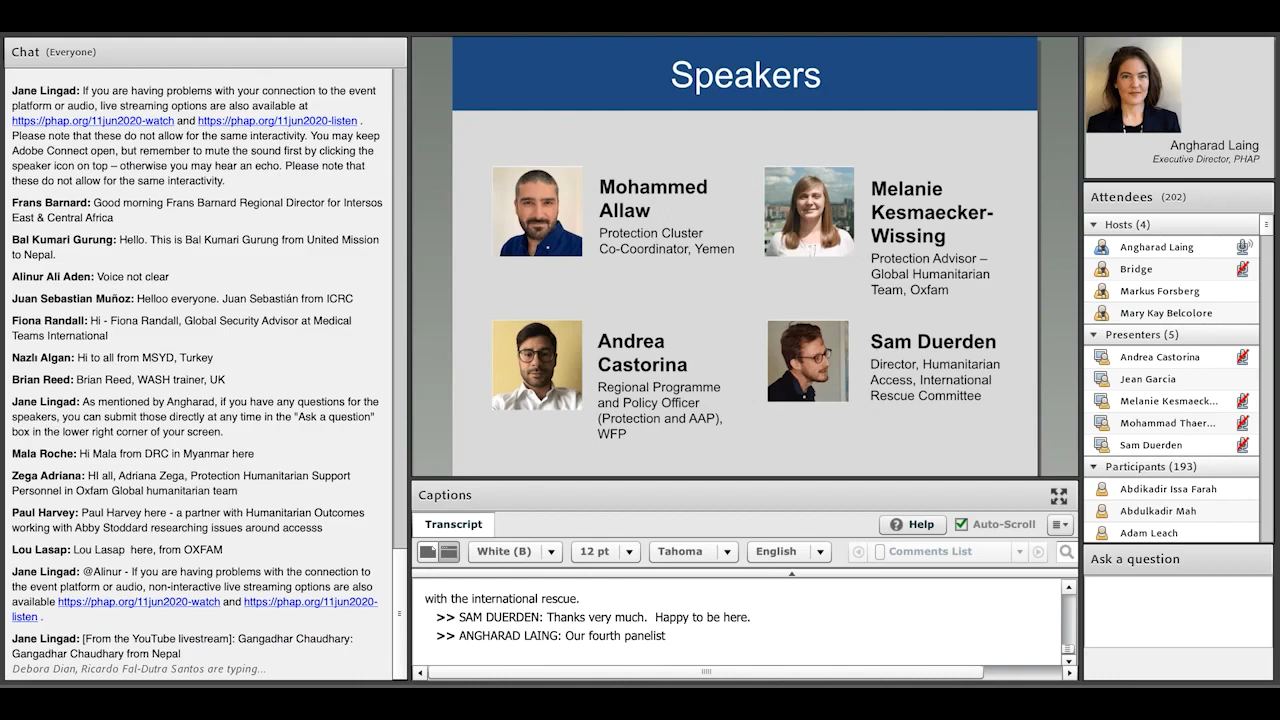 Chat (Everyone)
Jane Lingad: If you are having problems with your connection to the event
platform or audio, live streaming options are also available at
https://phap.org/11jun2020-watch and https://phap.org/11jun2020-listen .
Please note that these do not allow for the same interactivity. You may keep
Adobe Connect open, but remember to mute the sound first by clicking the
speaker icon on top – otherwise you may hear an echo. Please note that
these do not allow for the same interactivity.
Frans Barnard: Good morning Frans Barnard Regional Director for Intersos
East & Central Africa
Bal Kumari Gurung: Hello. This is Bal Kumari Gurung from United Mission
to Nepal.
Alinur Ali Aden: Voice not clear
Juan Sebastian Muñoz: Helloo everyone. Juan Sebastián from ICRC
Fiona Randall: Hi - Fiona Randall, Global Security Advisor at Medical
Teams International
Nazlı Algan: Hi to all from MSYD, Turkey
Brian Reed: Brian Reed, WASH trainer, UK
Jane Lingad: As mentioned by Angharad, if you have any questions for the
speakers, you can submit those directly at any time in the "Ask a question"
box in the lower right corner of your screen.
Mala Roche: Hi Mala from DRC in Myanmar here
Zega Adriana: HI all, Adriana Zega, Protection Humanitarian Support
Personnel in Oxfam Global humanitarian team
Paul Harvey: Paul Harvey here - a partner with Humanitarian Outcomes
working with Abby Stoddard researching issues around accesss
Lou Lasap: Lou Lasap here, from OXFAM
Jane Lingad: @Alinur - If you are having problems with the connection to
the event platform or audio, non-interactive live streaming options are also
available https://phap.org/11jun2020-watch and https://phap.org/11jun2020-
listen .
Jane Lingad: [From the YouTube livestream]: Gangadhar Chaudhary:
Gangadhar Chaudhary from Nepal
Debora Dian, Ricardo Fal-Dutra Santos are typing...
Speakers
Mohammed
Allaw
Protection Cluster
Co-Coordinator, Yemen
Melanie
Kesmaecker-
Wissing
Protection Advisor –
Global Humanitarian
Team, Oxfam
Andrea
Castorina
Regional Programme
and Policy Officer
(Protection and AAP),
WFP
Sam Duerden
Director, Humanitarian
Access, International
Rescue Committee
Captions
Transcript
Help
Auto-Scroll
White (B)
12 pt
Tahoma
English
Comments List
with the international rescue.
>> SAM DUERDEN: Thanks very much. Happy to be here.
>> ANGHARAD LAING: Our fourth panelist
Angharad Laing
Executive Director, PHAP
Attendees (202)
Hosts (4)
Angharad Laing
Bridge
Markus Forsberg
Mary Kay Belcolore
Presenters (5)
Andrea Castorina
Jean Garcia
Melanie Kesmaeck...
Mohammad Thaer...
Sam Duerden
Participants (193)
Abdikadir Issa Farah
Abdulkadir Mah
Adam Leach
Ask a question